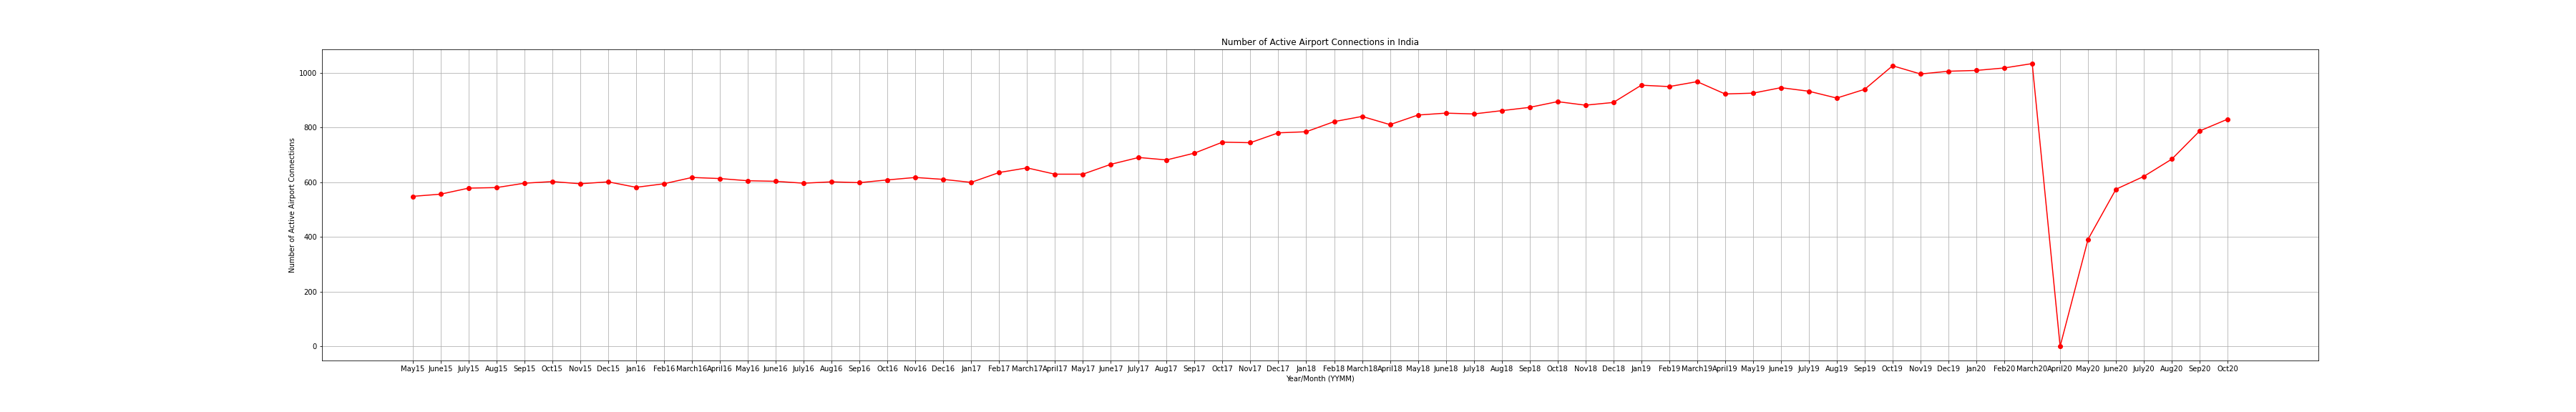 Number of Active Airport Connections in India
Number of Active Airport Connections
1000
800
600
400
200
0
May15 June15 July15 Aug15 Sep15 Oct15 Nov15 Dec15 Jan16 Feb16 March16 April16 May16 June16 July16 Aug16 Sep16 Oct16 Nov16 Dec16 Jan17 Feb17 March17 April17 May17 June17 July17 Aug17 Sep17 Oct17 Nov17 Dec17 Jan18 Feb18 March18 April18 May18 June18 July18 Aug18 Sep18 Oct18 Nov18 Dec18 Jan19 Feb19 March19 April19 May19 June19 July19 Aug19 Sep19 Oct19 Nov19 Dec19 Jan20 Feb20 March20 April20 May20 June20 July20 Aug20 Sep20 Oct20
Year/Month (YYMM)